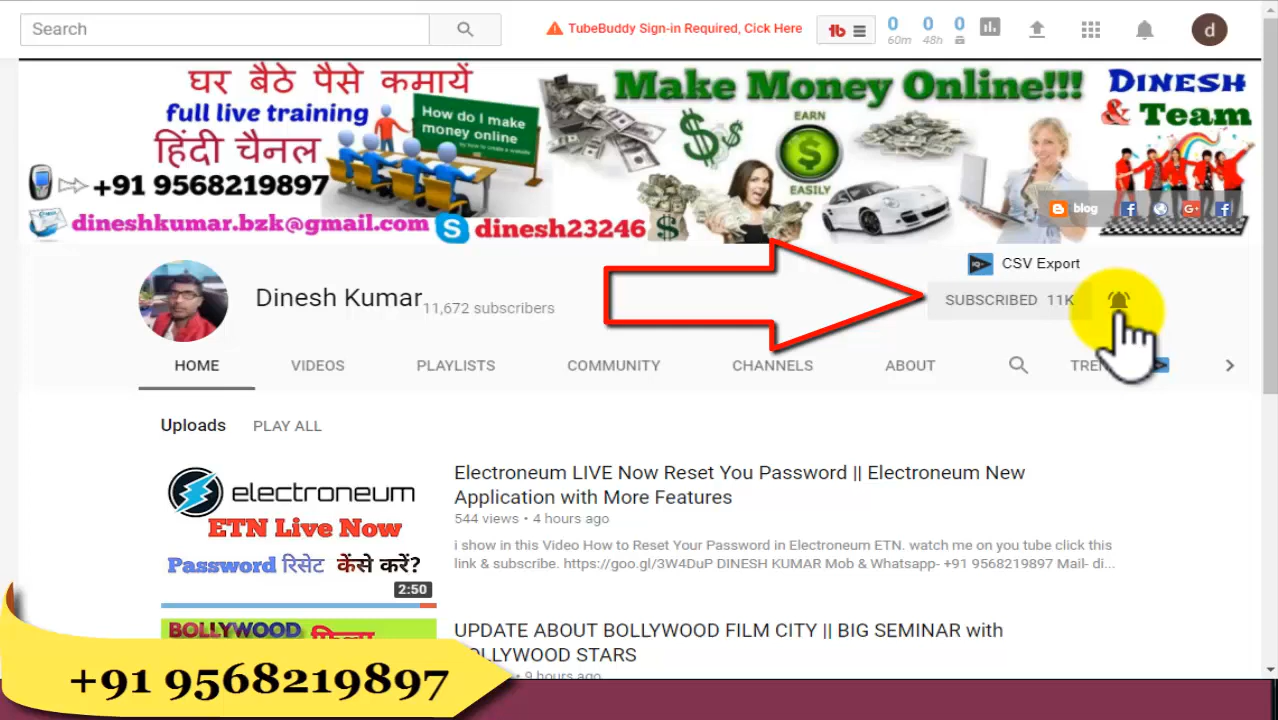 Search
TubeBuddy Sign-in Required, Cick Here
tb
0 0 0
60m 48h
d
घर बैठे पैसे कमायें
full live training
हिंदी चैनल
+91 9568219897
dineshkumar.bzk@gmail.com
S dinesh23246
How do I make
money online
Make Money Online!!!
EARN
$
EASILY
DINESH
& Team
blog
CSV Export
Dinesh Kumar 11,672 subscribers
SUBSCRIBED 11K
HOME VIDEOS PLAYLISTS COMMUNITY CHANNELS ABOUT
Uploads PLAY ALL
electroneum
ETN Live Now
Password रिसेट केंसे करें?
2:50
Electroneum LIVE Now Reset You Password || Electroneum New
Application with More Features
544 views • 4 hours ago
i show in this Video How to Reset Your Password in Electroneum ETN. watch me on you tube click this
link & subscribe. https://goo.gl/3W4DuP DINESH KUMAR Mob & Whatsapp- +91 9568219897 Mail- di...
BOLLYWOOD
UPDATE ABOUT BOLLYWOOD FILM CITY || BIG SEMINAR with
STARS
9 hours ago
+91 9568219897